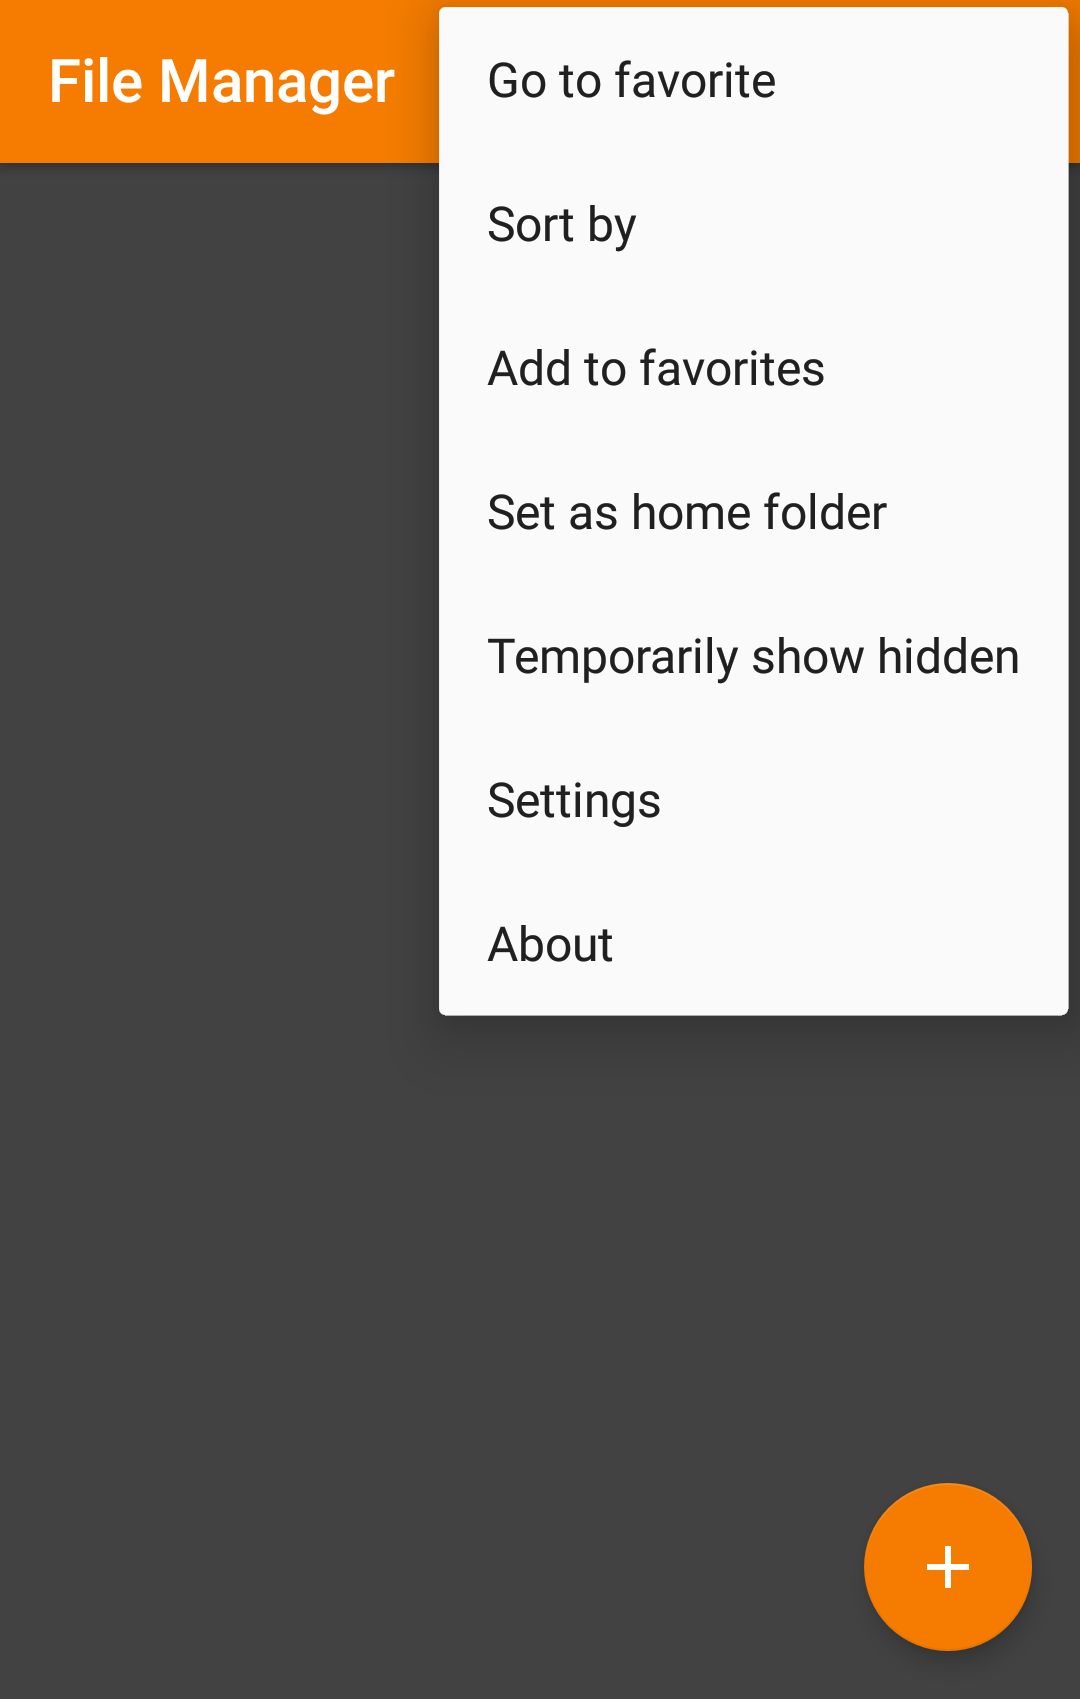 File Manager
Go to favorite
Sort by
Add to favorites
Set as home folder
Temporarily show hidden
Settings
About